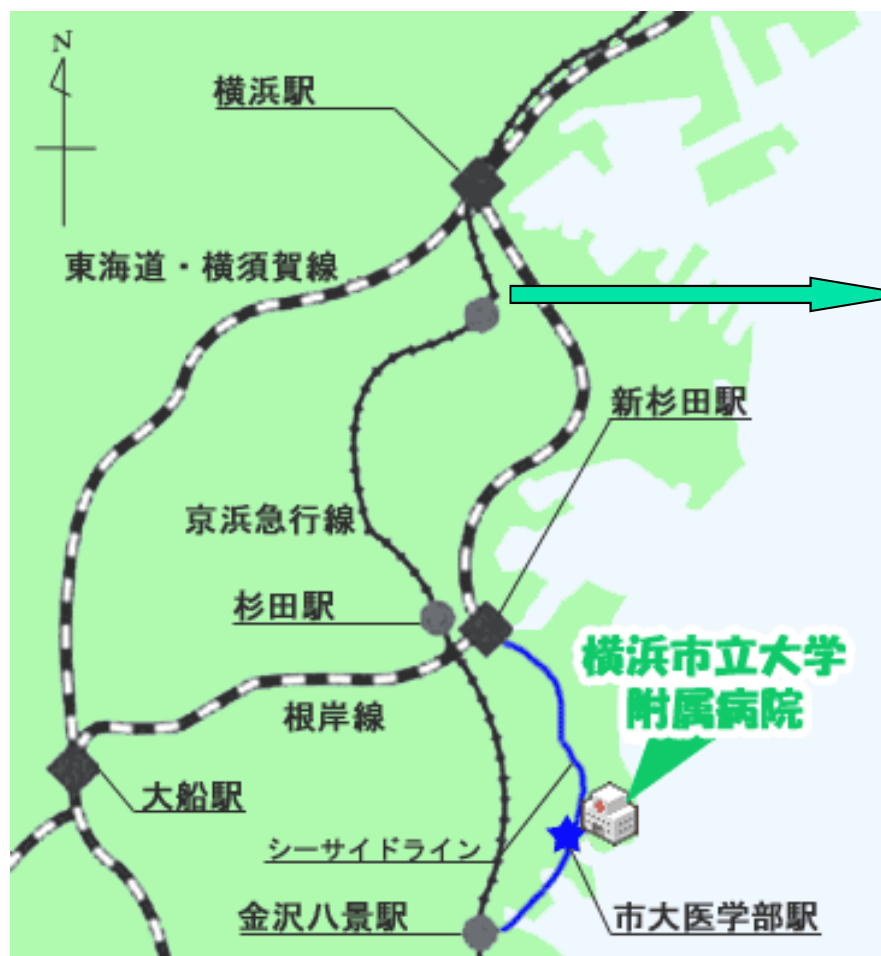 N
横浜駅
東海道・横須賀線
新杉田駅
京浜急行線
杉田駅
横浜市立大学
附属病院
根岸線
大船駅
シーサイドライン
金沢八景駅
市大医学部駅